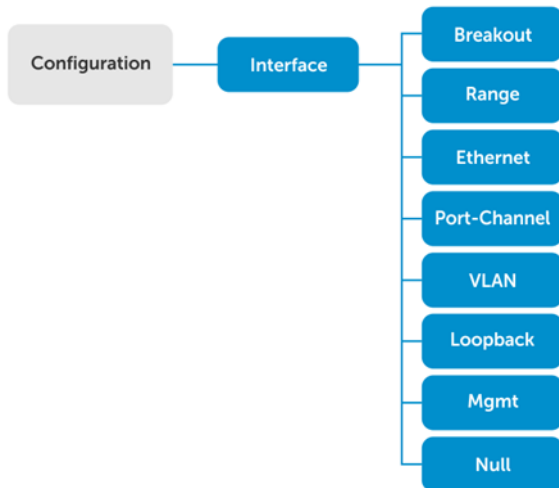 Configuration
Interface
Breakout
Range
Ethernet
Port-Channel
VLAN
Loopback
Mgmt
Null